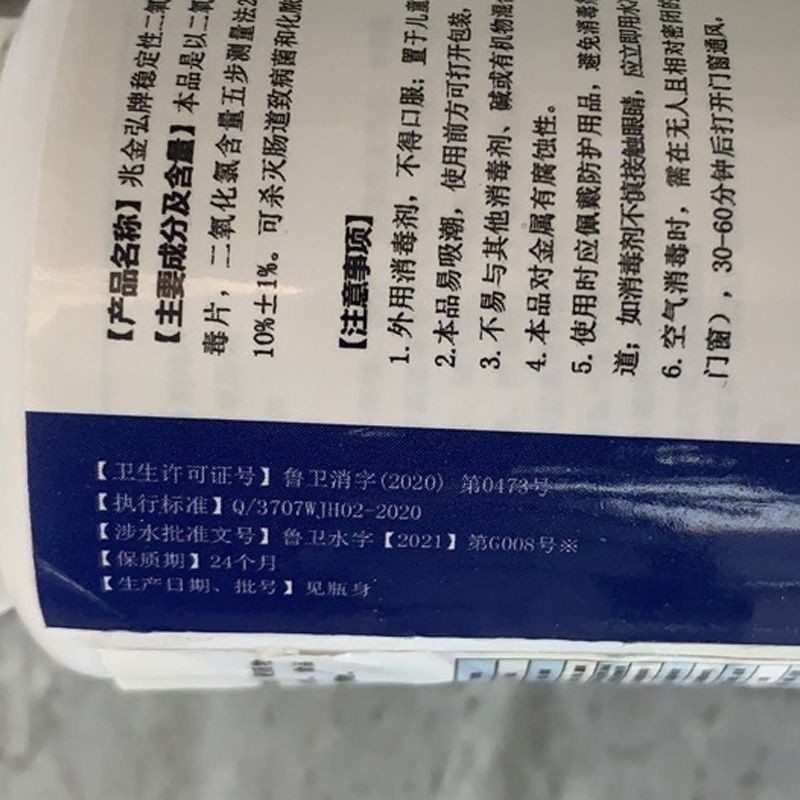 【产品名称】兆金弘牌稳定性二氧
【主要成分及含量】本品是以二氧
毒片，二氧化氯含量五步测量法2
10%±1%。可杀灭肠道致病菌和化脓
【注意事项】
1.外用消毒剂，不得口服；置于儿童
2.本品易吸潮，使用前方可打开包装，
3.不易与其他消毒剂、碱或有机物混
4.本品对金属有腐蚀性。
5.使用时应佩戴防护用品，避免消毒剂
道；如消毒剂不慎接触眼睛，应立即用水
6.空气消毒时，需在无人且相对密闭的
门窗），30-60分钟后打开门窗通风。
【卫生许可证号】鲁卫消字(2020) 第0473号
【执行标准】Q/3707WJH02-2020
【涉水批准文号】鲁卫水字【2021】第G008号※
【保质期】24个月
【生产日期、批号】见瓶身